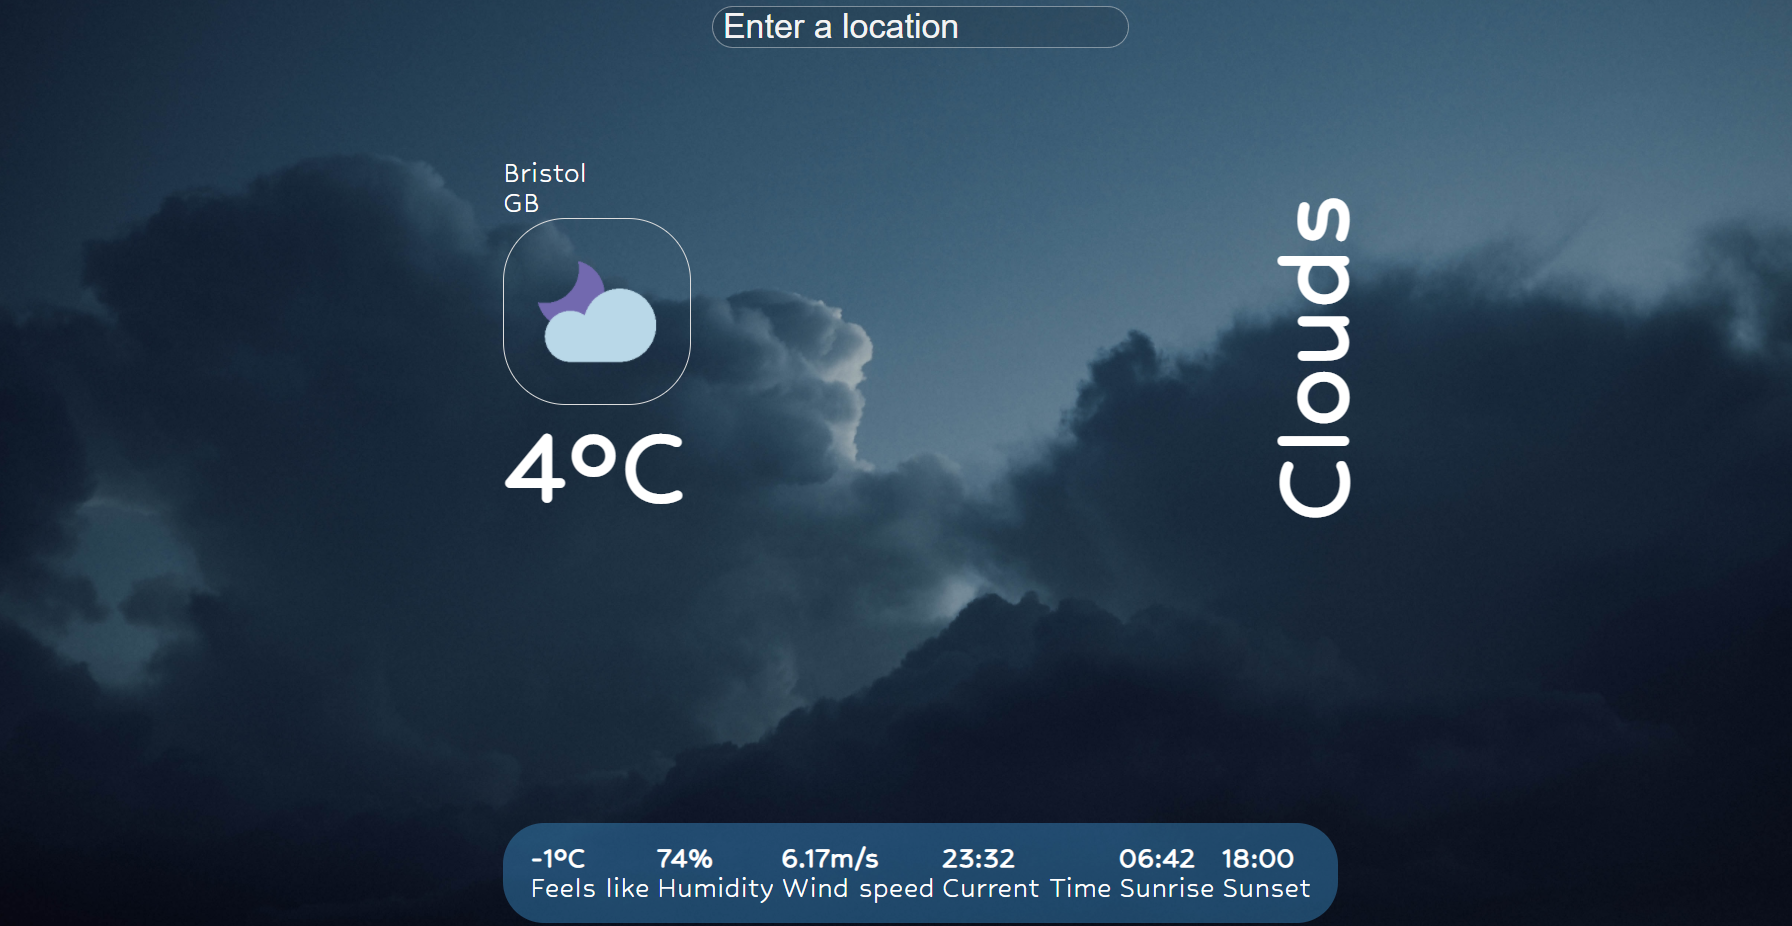 Enter a location
Bristol
GB
4°C
Clouds
-1°C 74% 6.17m/s 23:32 06:42 18:00
Feels like Humidity Wind speed Current Time Sunrise Sunset